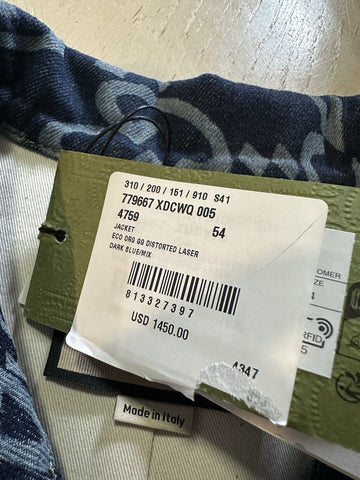 310 / 200 / 151 / 910 S41
779667 XDCWQ 005
4759 54
JACKET
ECO ORG GG DISTORTED LASER
DARK BLUE/MIX
813327397
USD 1450.00
4347
RFID
Made in Italy